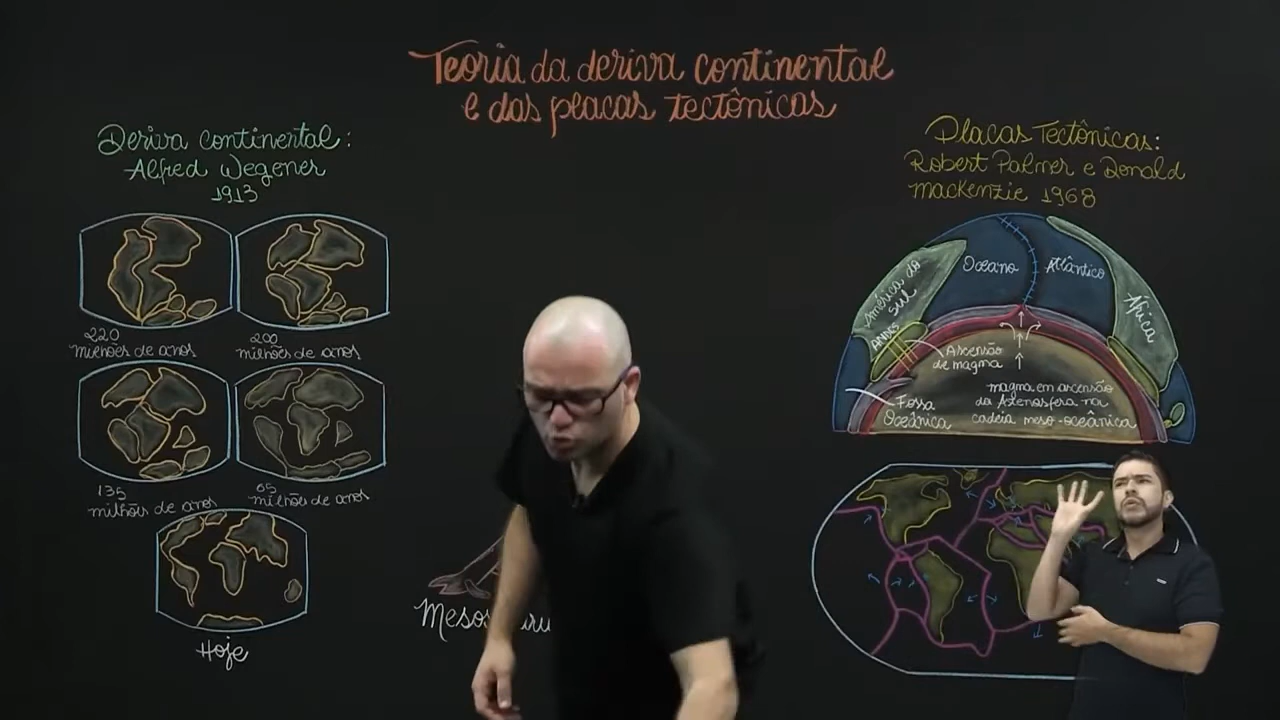 Teoria da deriva continental
e das placas tectônicas
Deriva continental:
Alfred Wegener
1913
220
milhões de anos
200
milhões de anos
135
milhões de anos
65
milhões de anos
Hoje
Placas Tectônicas:
Robert Palmer e Donald
Mackenzie 1968
Oceano Atlântico
América do
Sul
África
ANDES
Ascensão
de magma
Fossa
Oceânica
magma em ascensão
da Astenosfera na
cadeia meso-oceânica